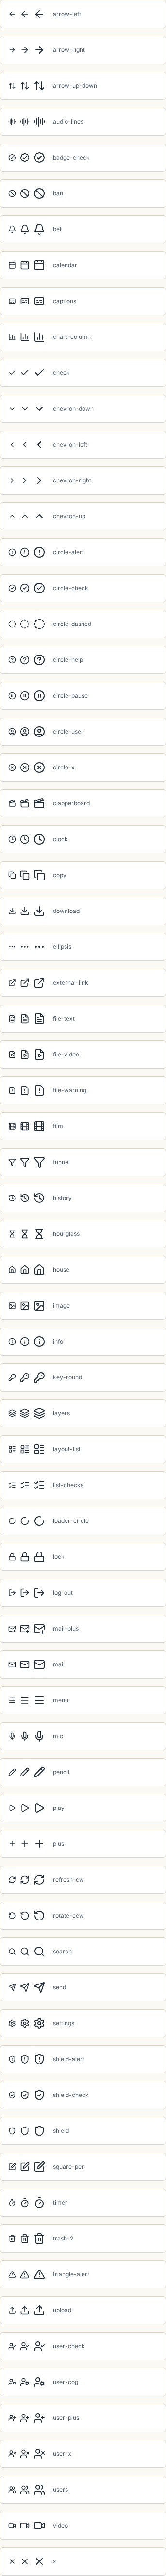 arrow-left
arrow-right
arrow-up-down
audio-lines
badge-check
ban
bell
calendar
captions
chart-column
check
chevron-down
chevron-left
chevron-right
chevron-up
circle-alert
circle-check
circle-dashed
circle-help
circle-pause
circle-user
circle-x
clapperboard
clock
copy
download
ellipsis
external-link
file-text
file-video
file-warning
film
funnel
history
hourglass
house
image
info
key-round
layers
layout-list
list-checks
loader-circle
lock
log-out
mail-plus
mail
menu
mic
pencil
play
plus
refresh-cw
rotate-ccw
search
send
settings
shield-alert
shield-check
shield
square-pen
timer
trash-2
triangle-alert
upload
user-check
user-cog
user-plus
user-x
users
video
x